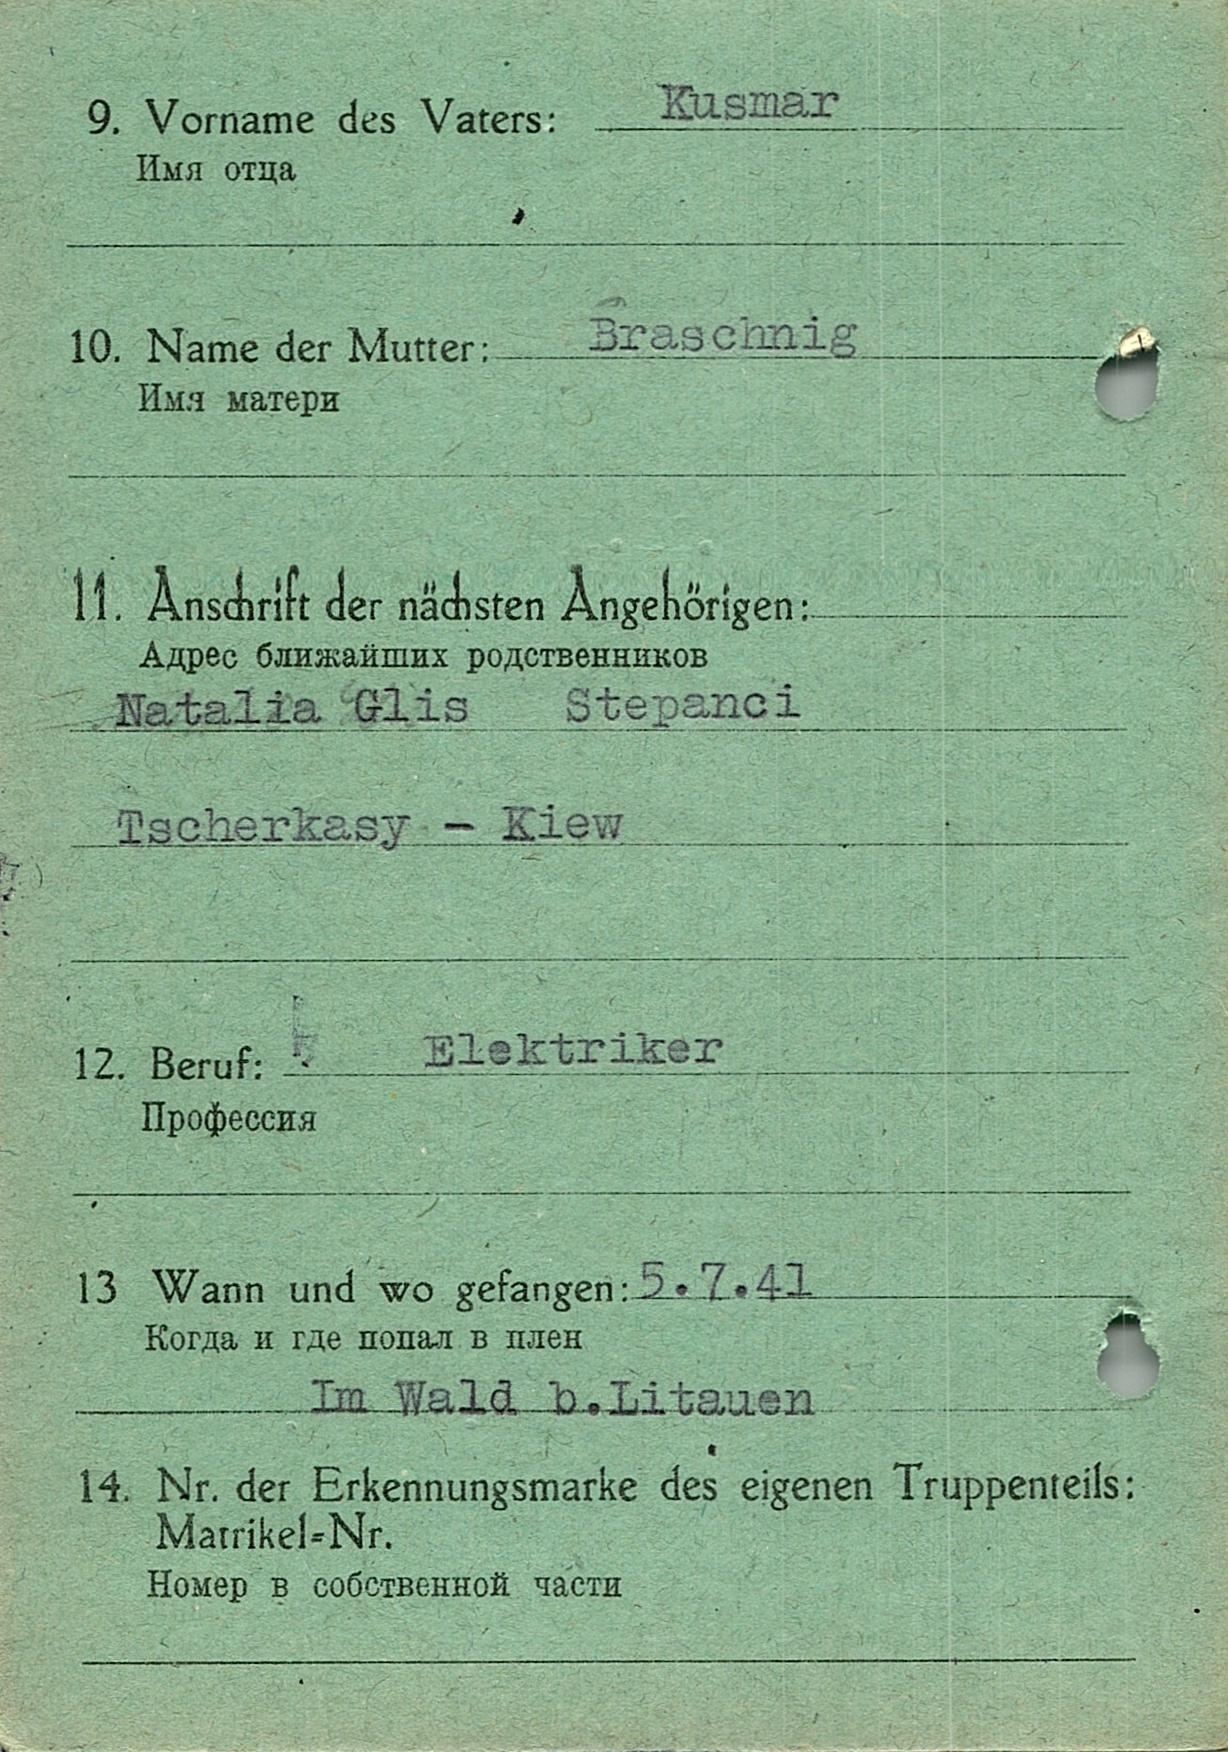 9. Vorname des Vaters: Kusmar
Имя отца
10. Name der Mutter: Braschnig
Имя матери
11. Anschrift der nächsten Angehörigen:
Адрес ближайших родственников
Natalia Glis Stepanci
Tscherkasy - Kiew
12. Beruf: Elektriker
Профессия
13 Wann und wo gefangen: 5.7.41
Когда и где попал в плен
Im Wald b.Litauen
14. Nr. der Erkennungsmarke des eigenen Truppenteils:
Matrikel=Nr.
Номер в собственной части